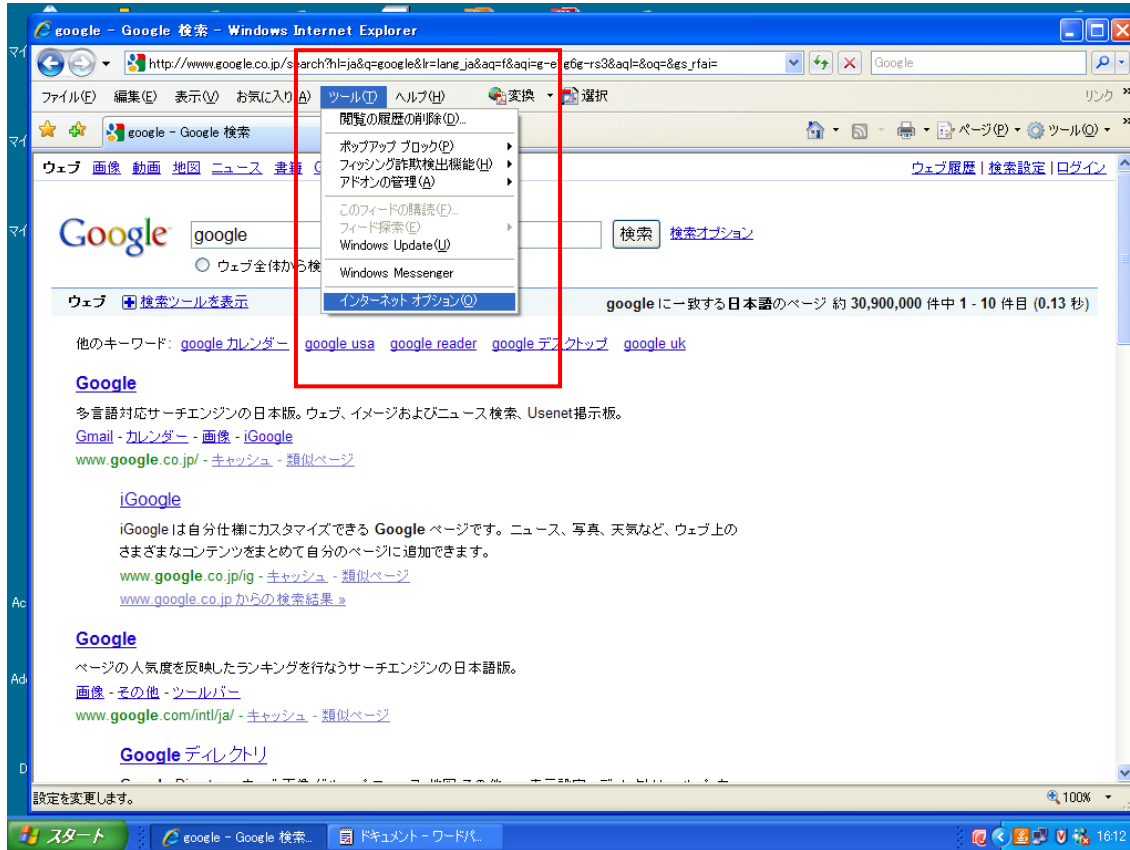 google - Google 検索 - Windows Internet Explorer
マイ
http://www.google.co.jp/search?hl=ja&q=google&lr=lang_ja&aq=f&aqi=g-e1g6g-rs3&aql=&oq=&gs_rfai=
Google
ファイル(F) 編集(E) 表示(V) お気に入り(A) ツール(T) ヘルプ(H) 変換 選択 リンク »
google - Google 検索
ページ(P) ツール(O) »
マイ
閲覧の履歴の削除(D)...
ポップアップ ブロック(P)
フィッシング詐欺検出機能(H)
アドオンの管理(A)
このフィードの購読(F)...
フィード探索(E)
Windows Update(U)
Windows Messenger
インターネット オプション(O)
ウェブ 画像 動画 地図 ニュース 書籍
ウェブ履歴 | 検索設定 | ログイン
マイ
Google google 検索 検索オプション
ウェブ全体から検
ウェブ 検索ツールを表示
google に一致する日本語のページ 約 30,900,000 件中 1 - 10 件目 (0.13 秒)
他のキーワード: google カレンダー google usa google reader google デスクトップ google uk
Google
多言語対応サーチエンジンの日本版。ウェブ、イメージおよびニュース検索、Usenet掲示板。
Gmail - カレンダー - 画像 - iGoogle
www.google.co.jp/ - キャッシュ - 類似ページ
iGoogle
iGoogle は自分仕様にカスタマイズできる Google ページです。ニュース、写真、天気など、ウェブ上の
さまざまなコンテンツをまとめて自分のページに追加できます。
www.google.co.jp/ig - キャッシュ - 類似ページ
www.google.co.jp からの検索結果 »
Ac
Google
ページの人気度を反映したランキングを行なうサーチエンジンの日本語版。
Ad
画像 - その他 - ツールバー
www.google.com/intl/ja/ - キャッシュ - 類似ページ
Google ディレクトリ
D
設定を変更します。
100%
スタート google - Google 検索... ドキュメント - ワードパ... 16:12